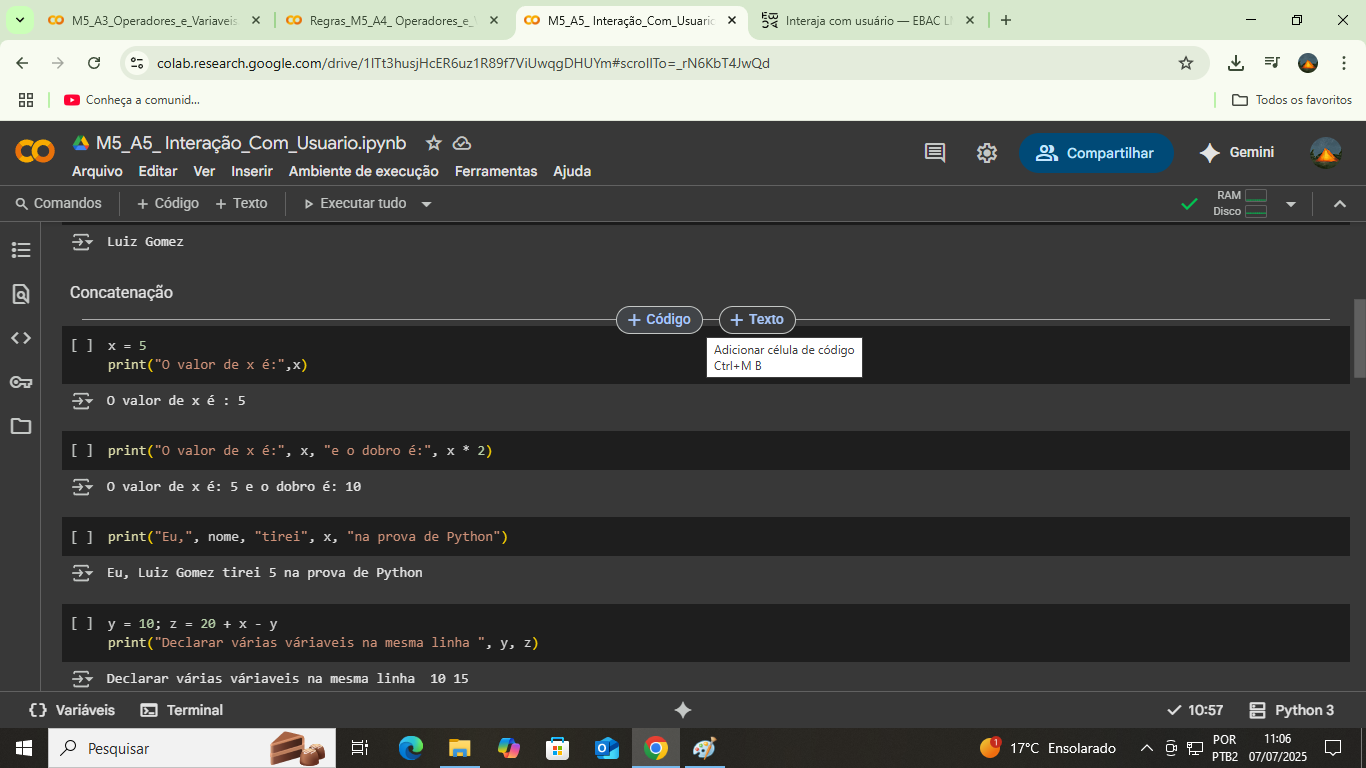 M5_A3_Operadores_e_Variaveis
Regras_M5_A4_ Operadores_e_V
M5_A5_ Interação_Com_Usuario
Interaja com usuário — EBAC LM
colab.research.google.com/drive/1ITt3husjHcER6uz1R89f7ViUwqgDHUYm#scrollTo=_rN6KbT4JwQd
Conheça a comunid...
Todos os favoritos
M5_A5_ Interação_Com_Usuario.ipynb
Arquivo Editar Ver Inserir Ambiente de execução Ferramentas Ajuda
Compartilhar
Gemini
Comandos + Código + Texto Executar tudo
RAM
Disco
Luiz Gomez
Concatenação
+ Código + Texto
Adicionar célula de código
Ctrl+M B
[ ] x = 5
print("O valor de x é:",x)
O valor de x é : 5
[ ] print("O valor de x é:", x, "e o dobro é:", x * 2)
O valor de x é: 5 e o dobro é: 10
[ ] print("Eu,", nome, "tirei", x, "na prova de Python")
Eu, Luiz Gomez tirei 5 na prova de Python
[ ] y = 10; z = 20 + x - y
print("Declarar várias váriaveis na mesma linha ", y, z)
Declarar várias váriaveis na mesma linha  10 15
{} Variáveis Terminal
10:57 Python 3
Pesquisar
1
17°C Ensolarado
POR
PTB2
11:06
07/07/2025